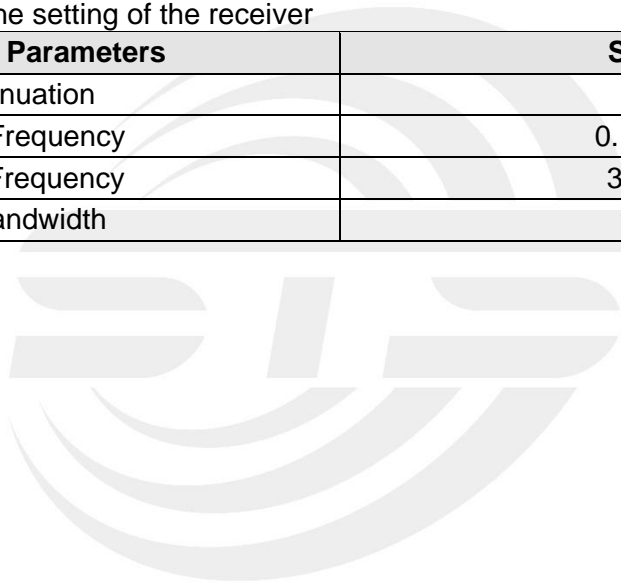 he setting of the receiver
Parameters S
nuation
Frequency 0.
Frequency 3
andwidth